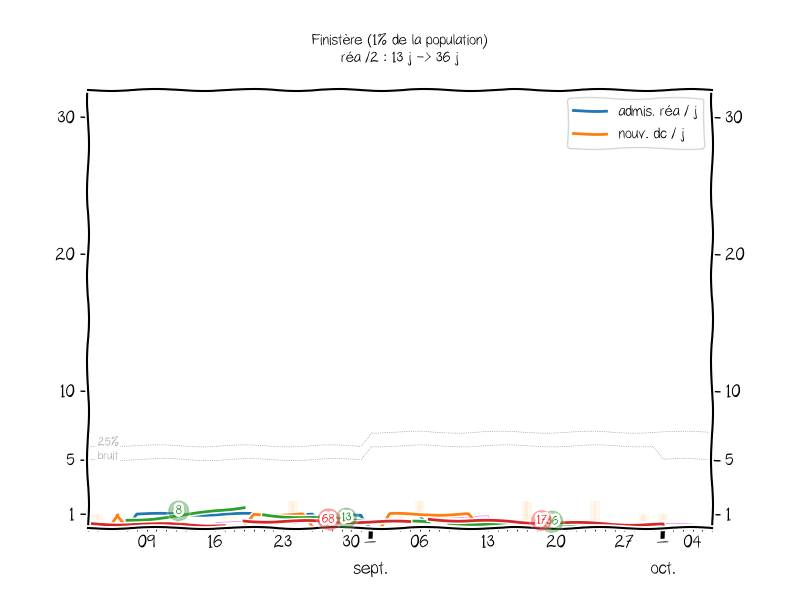 Finistère (1% de la population)
réa /2 : 13 j -> 36 j
admis. réa / j
nouv. dc / j
30
30
20
20
10
10
25%
bruit
5
5
8
68
13
17
36
1
1
09 16 23 30 06 13 20 27 04
sept. oct.